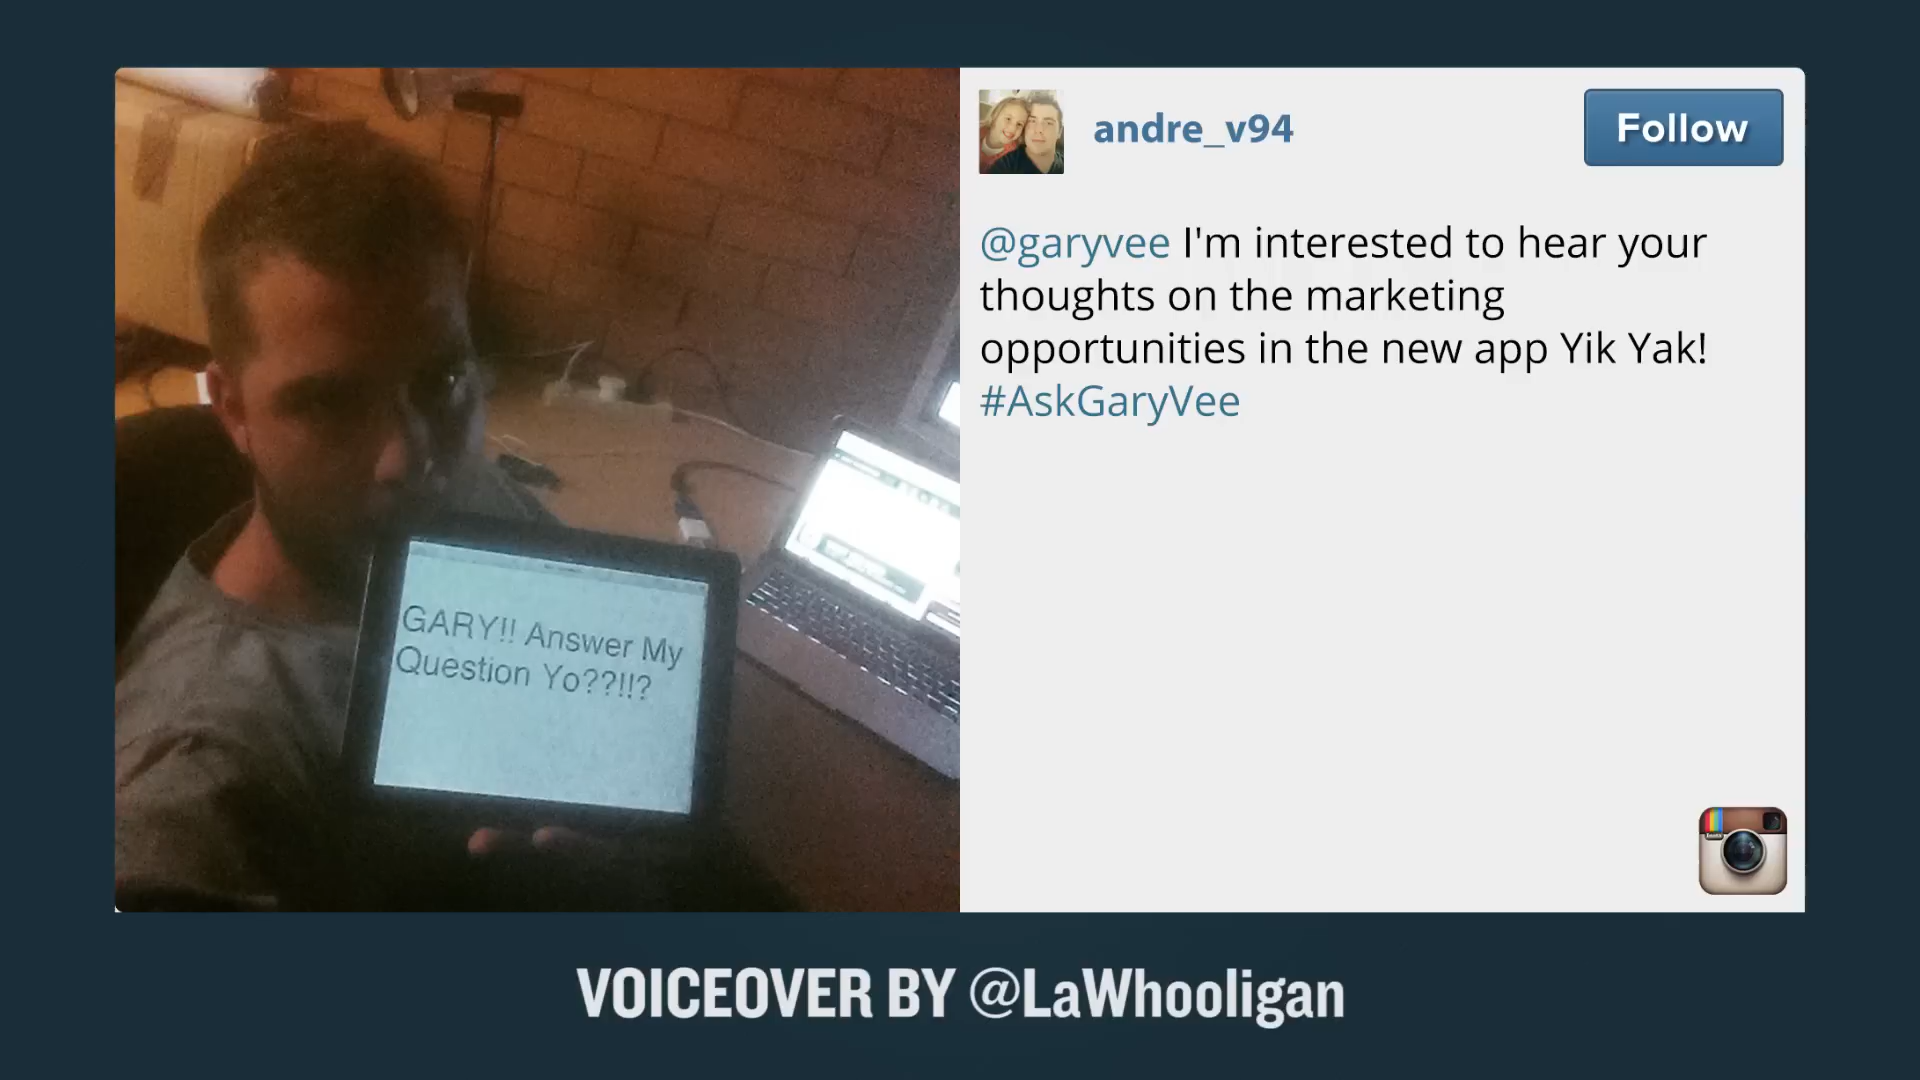 andre_v94
Follow
@garyvee I'm interested to hear your
thoughts on the marketing
opportunities in the new app Yik Yak!
#AskGaryVee
GARY!! Answer My
Question Yo??!!?
VOICEOVER BY @LaWhooligan